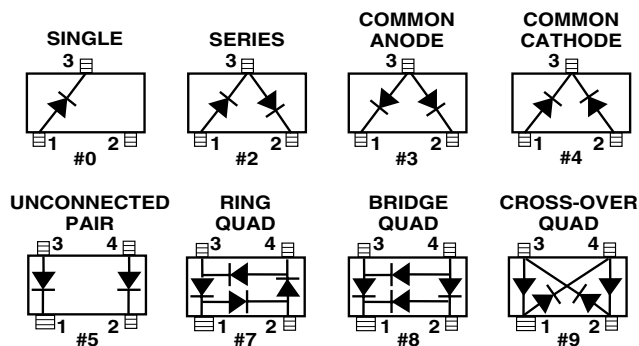 SINGLE
3
1 2
#0
SERIES
3
1 2
#2
COMMON
ANODE
3
1 2
#3
COMMON
CATHODE
3
1 2
#4
UNCONNECTED
PAIR
3 4
1 2
#5
RING
QUAD
3 4
1 2
#7
BRIDGE
QUAD
3 4
1 2
#8
CROSS-OVER
QUAD
3 4
1 2
#9